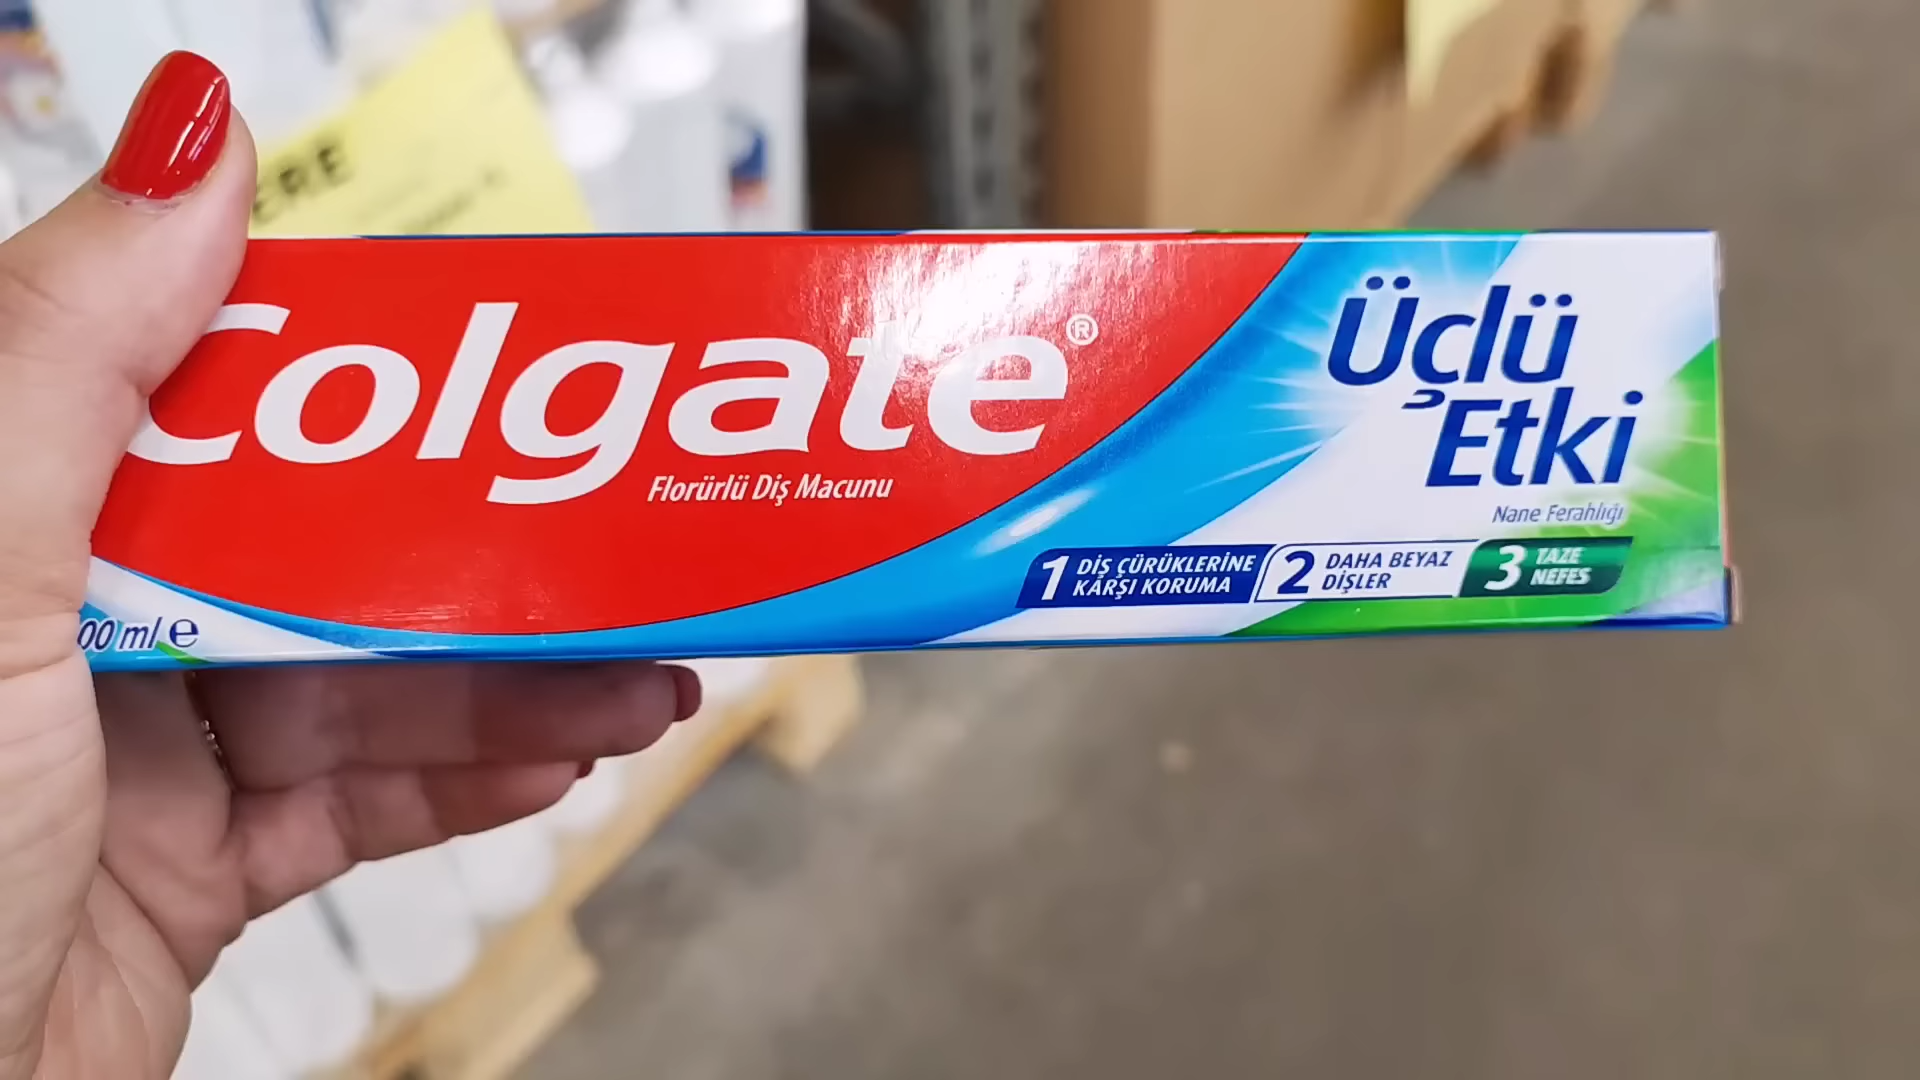 ERE
Colgate®
Florürlü Diş Macunu
Üçlü
Etki
Nane Ferahlığı
1 DİŞ ÇÜRÜKLERİNE
KARŞI KORUMA
2 DAHA BEYAZ
DİŞLER
3 TAZE
NEFES
00 ml e